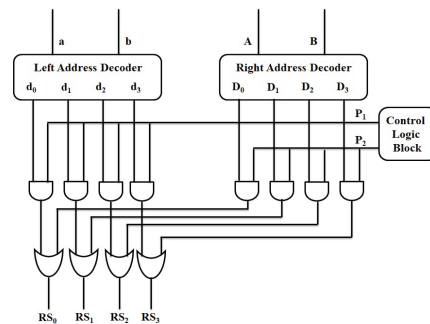 a b A B
Left Address Decoder Right Address Decoder
d0 d1 d2 d3 D0 D1 D2 D3
P1
Control
Logic
Block
P2
RS0 RS1 RS2 RS3